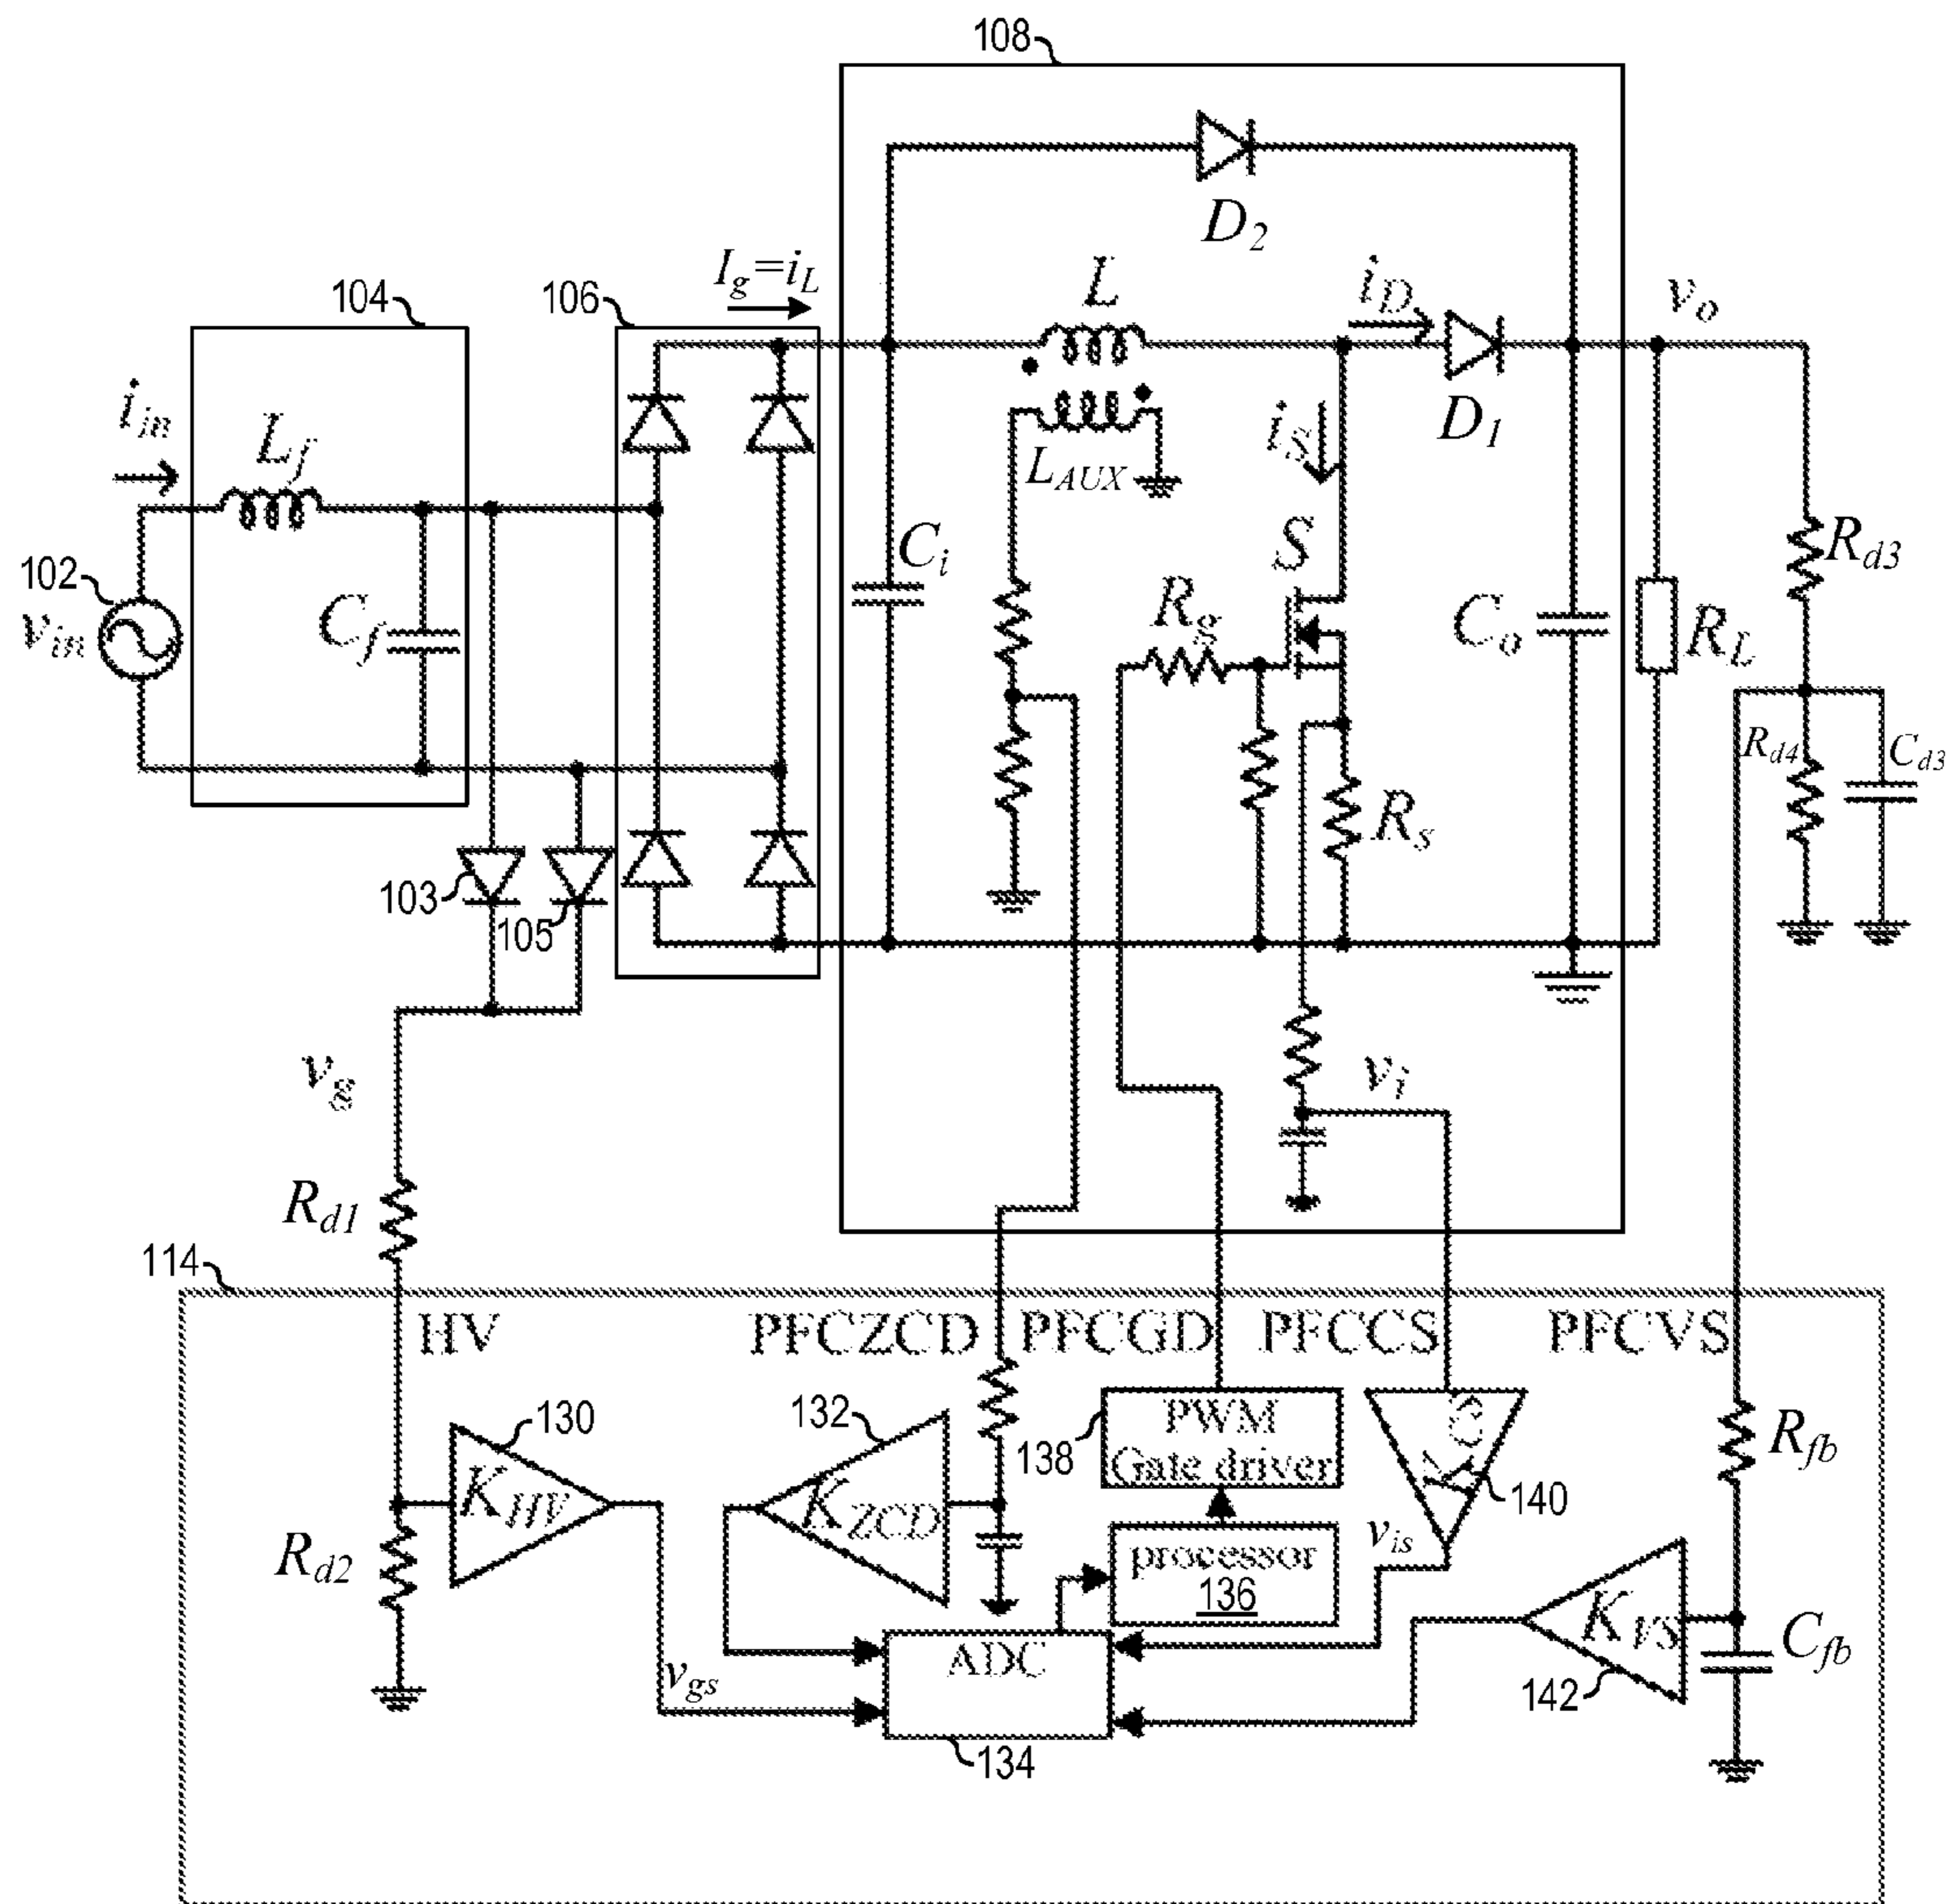 108
D2
Ig=iL
L
iD
vo
104
106
iin
Lf
LAUX
iS
D1
Ci
S
Rd3
102
vin
Cf
Rg
Co
RL
Rd4
Cd3
Rs
103
105
vg
vi
Rd1
114
HV
PFCZCD
PFCGD
PFCCS
PFCVS
130
KHV
132
KZCD
138
PWM
Gate driver
KCS
140
Rfb
Rd2
processor
136
vis
KVS
142
Cfb
vgs
ADC
134